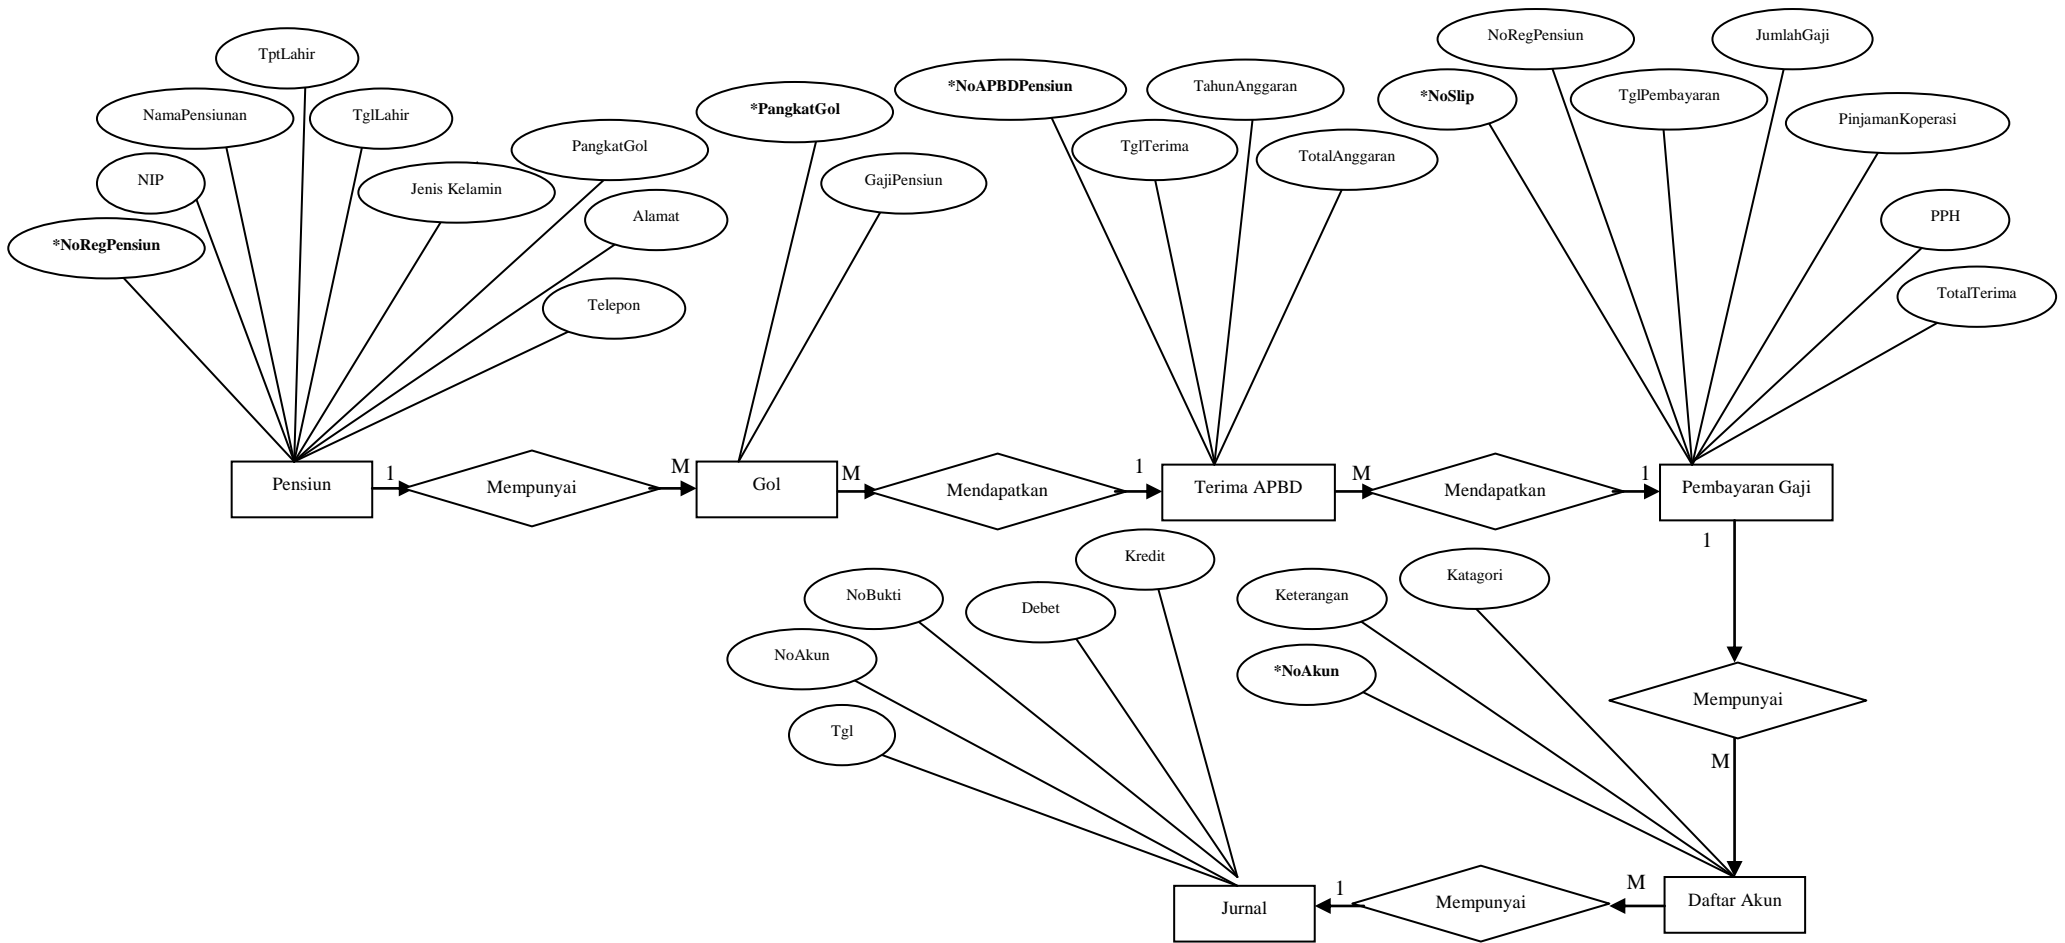 TptLahir
NamaPensiunan
TglLahir
NIP
Jenis Kelamin
PangkatGol
*NoRegPensiun
Alamat
Telepon
*PangkatGol
GajiPensiun
*NoAPBDPensiun
TahunAnggaran
TglTerima
TotalAnggaran
NoRegPensiun
JumlahGaji
*NoSlip
TglPembayaran
PinjamanKoperasi
PPH
TotalTerima
Pensiun
1
Mempunyai
M
Gol
M
Mendapatkan
1
Terima APBD
M
Mendapatkan
1
Pembayaran Gaji
1
Mempunyai
M
Kredit
NoBukti
Debet
NoAkun
Tgl
Keterangan
Katagori
*NoAkun
Jurnal
1
Mempunyai
M
Daftar Akun